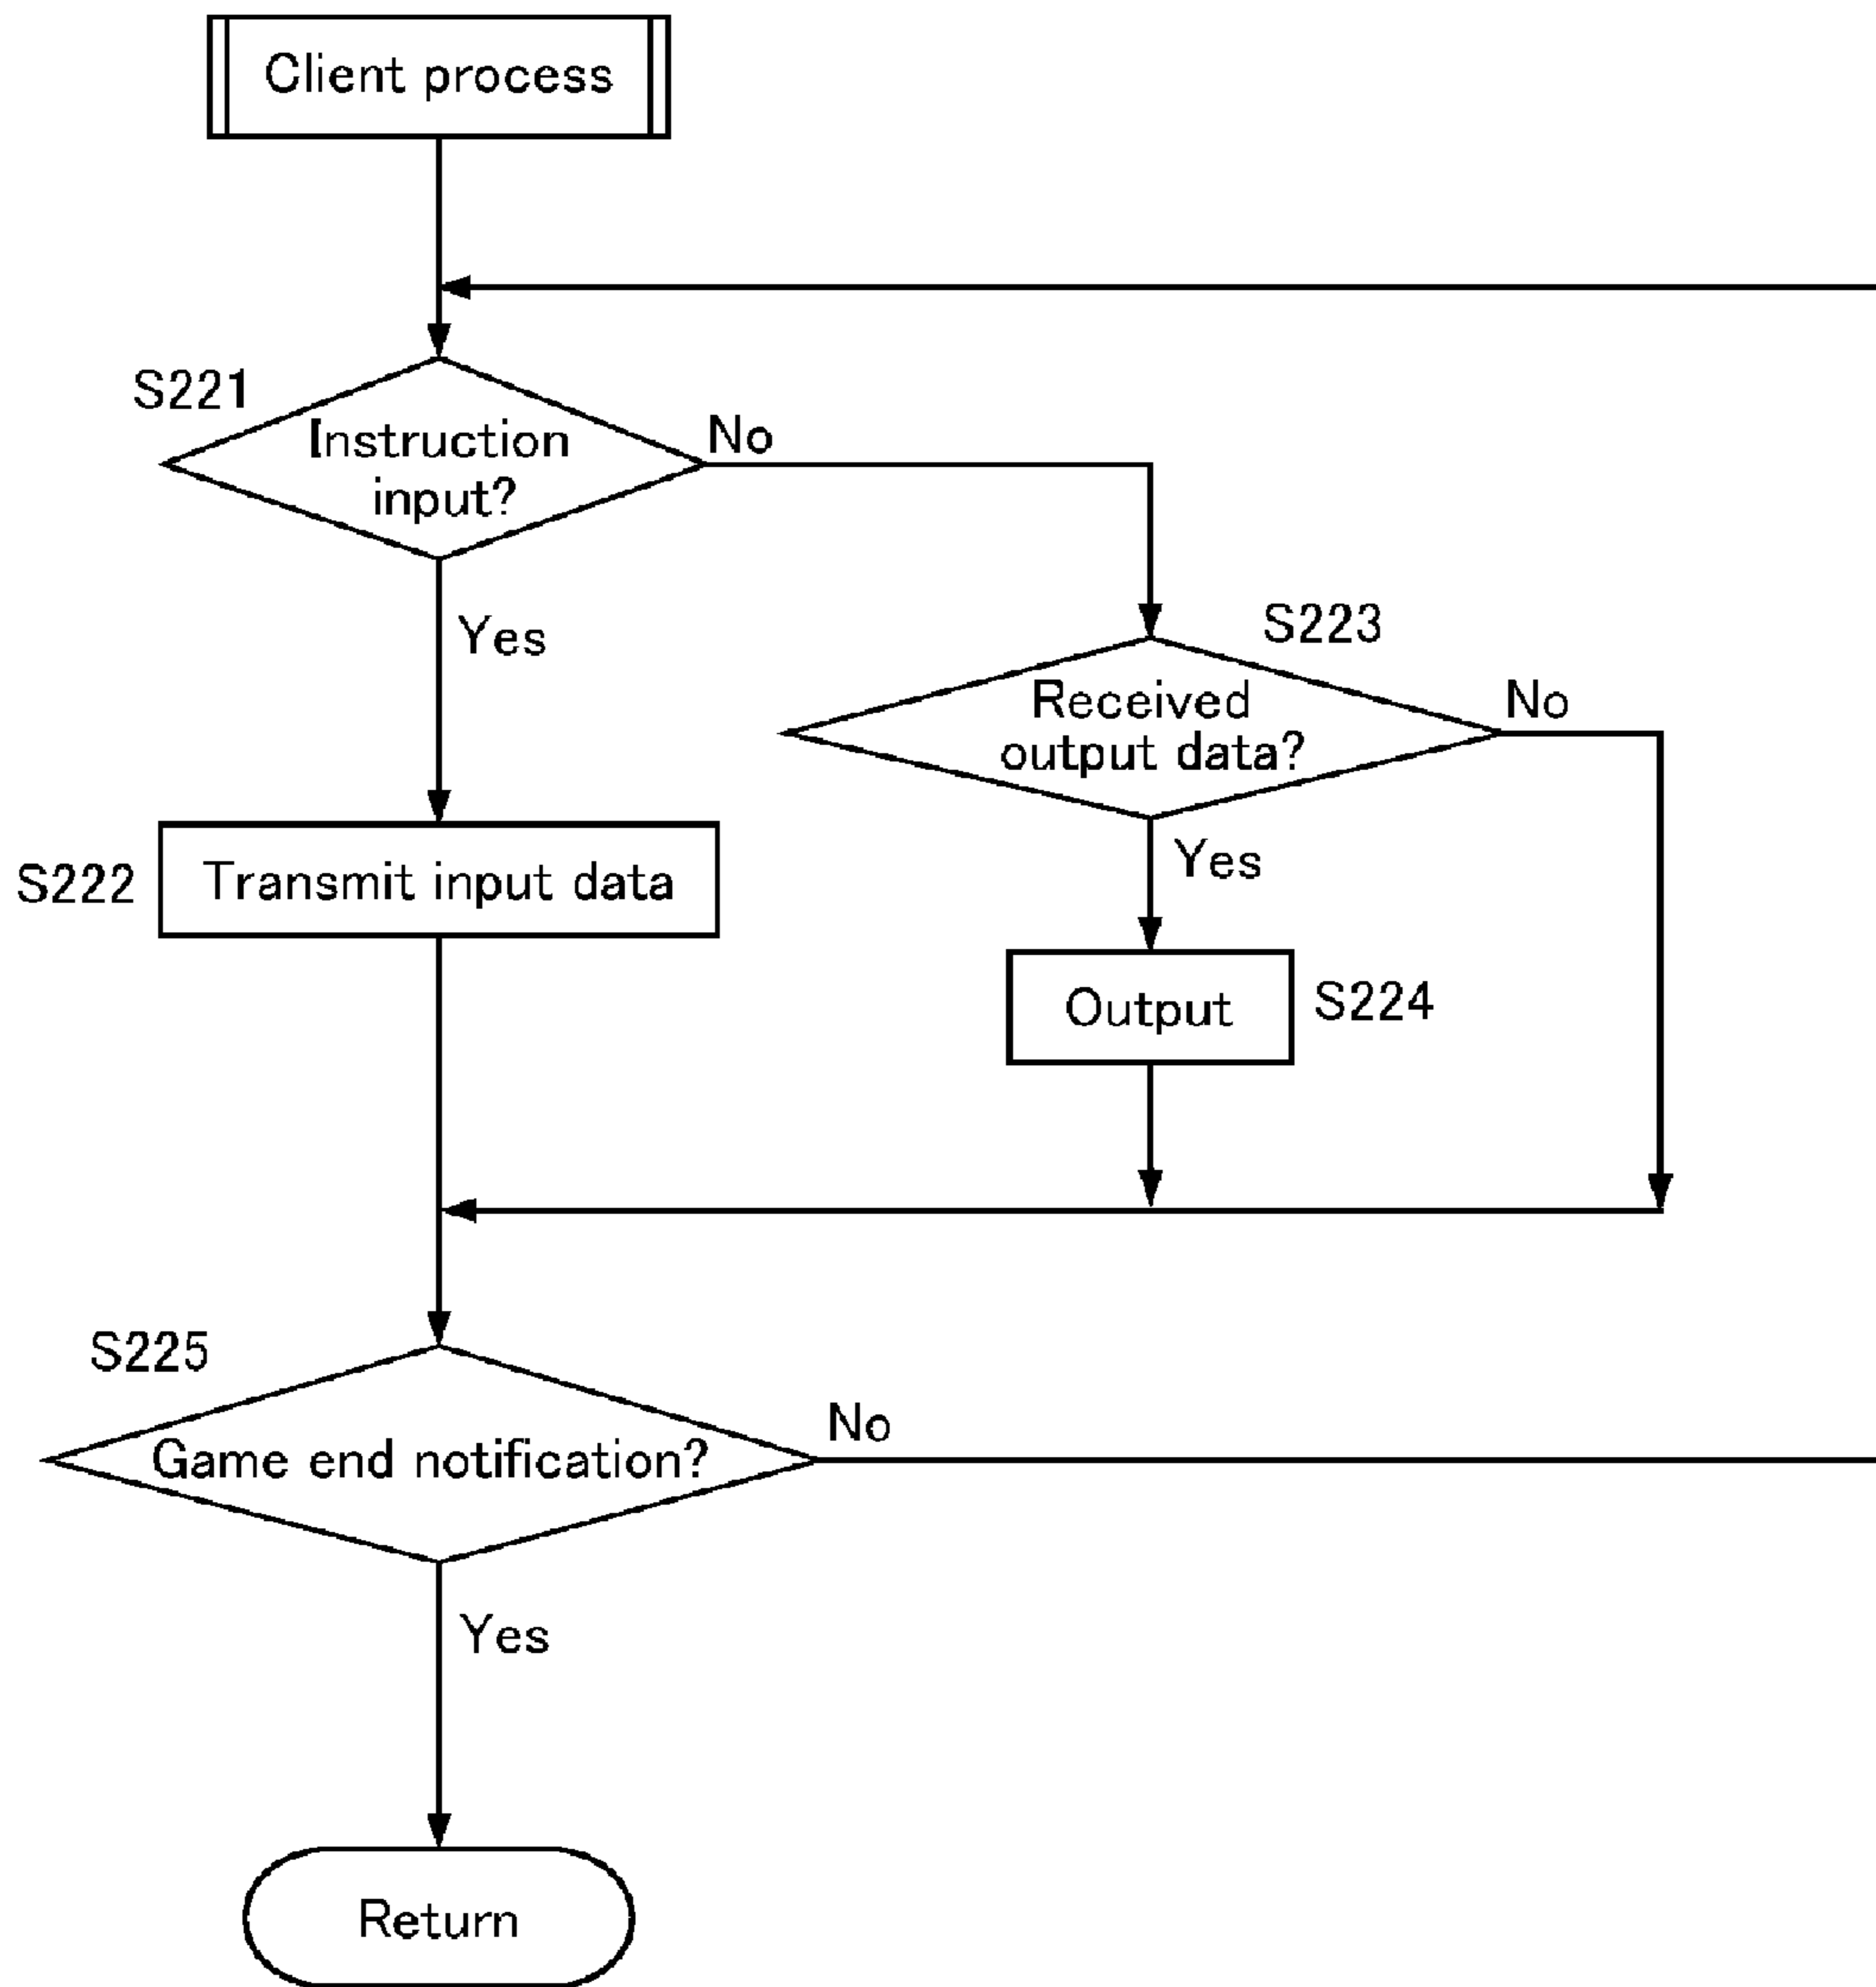 Client process
S221
Instruction
input?
No
Yes
S223
Received
output data?
No
Yes
S222
Transmit input data
Output
S224
S225
Game end notification?
No
Yes
Return